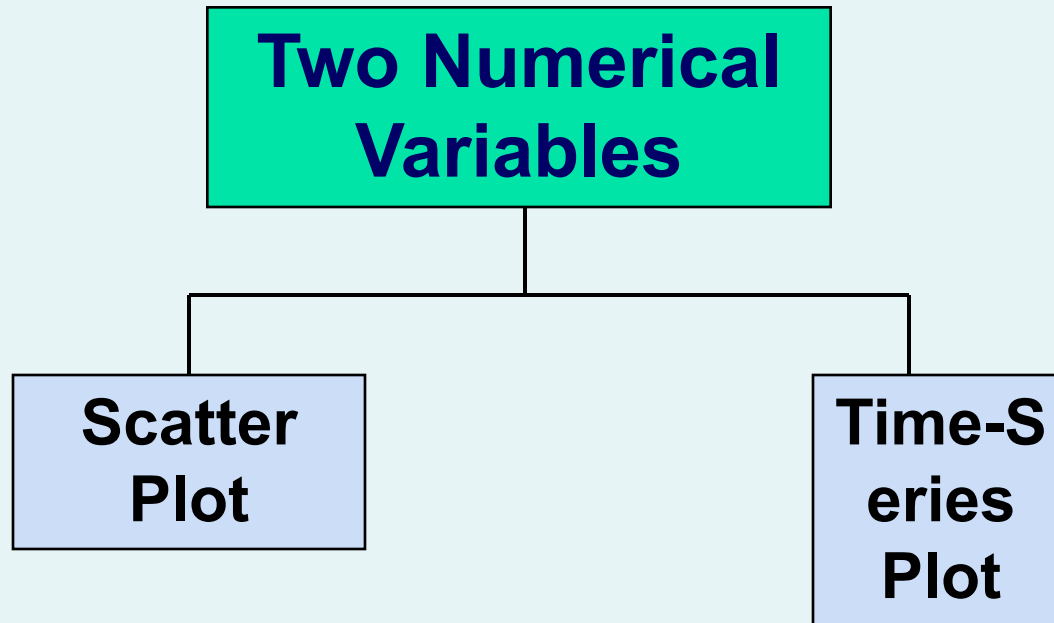 Two Numerical
Variables
Scatter
Plot
Time-S
eries
Plot